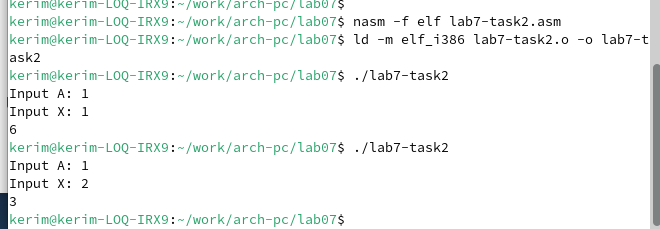 kerim@kerim-LOQ-IRX9:~/work/arch-pc/lab07$
kerim@kerim-LOQ-IRX9:~/work/arch-pc/lab07$ nasm -f elf lab7-task2.asm
kerim@kerim-LOQ-IRX9:~/work/arch-pc/lab07$ ld -m elf_i386 lab7-task2.o -o lab7-t
ask2
kerim@kerim-LOQ-IRX9:~/work/arch-pc/lab07$ ./lab7-task2
Input A: 1
Input X: 1
6
kerim@kerim-LOQ-IRX9:~/work/arch-pc/lab07$ ./lab7-task2
Input A: 1
Input X: 2
3
kerim@kerim-LOQ-IRX9:~/work/arch-pc/lab07$